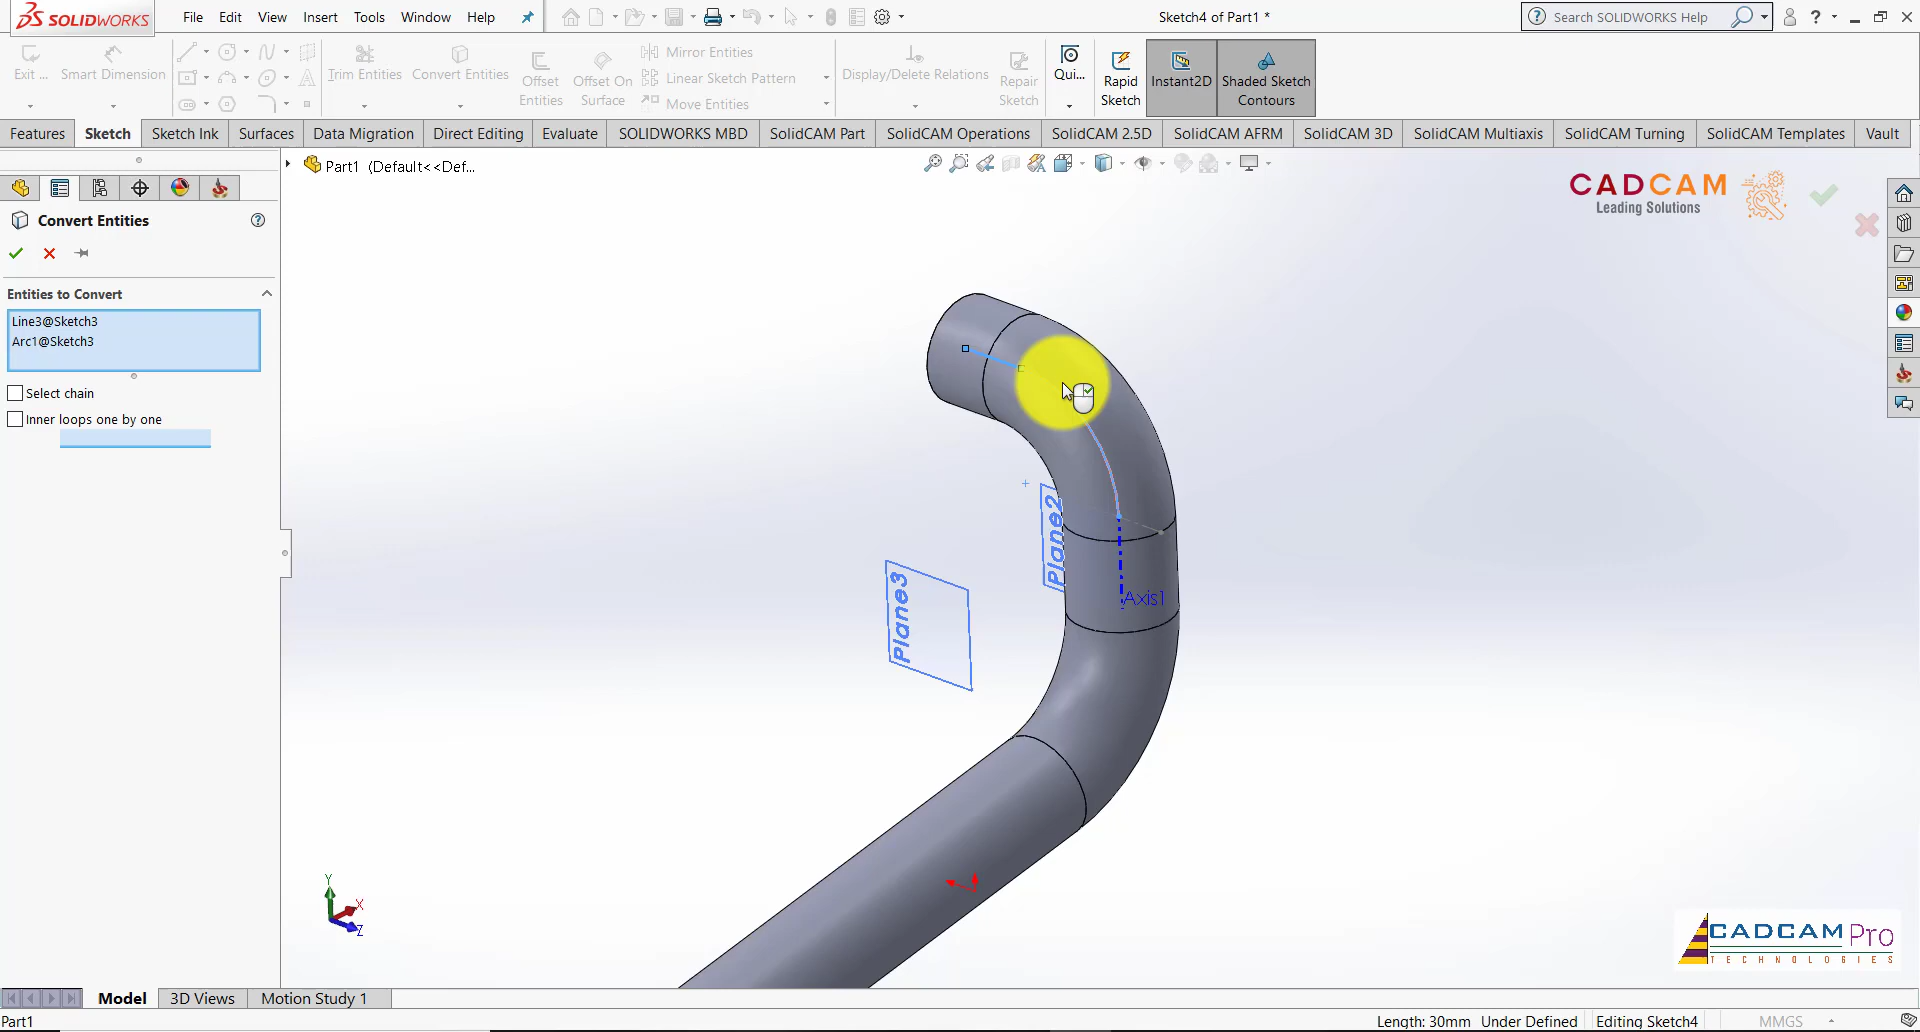 SOLIDWORKS
File Edit View Insert Tools Window Help
Sketch4 of Part1 *
Search SOLIDWORKS Help
Exit ...
Smart Dimension
Trim Entities
Convert Entities
Offset Entities
Offset On Surface
Mirror Entities
Linear Sketch Pattern
Move Entities
Display/Delete Relations
Repair Sketch
Qui...
Rapid Sketch
Instant2D
Shaded Sketch Contours
Features Sketch Sketch Ink Surfaces Data Migration Direct Editing Evaluate SOLIDWORKS MBD SolidCAM Part SolidCAM Operations SolidCAM 2.5D SolidCAM AFRM SolidCAM 3D SolidCAM Multiaxis SolidCAM Turning SolidCAM Templates Vault
Part1 (Default<<Def...
CADCAM
Leading Solutions
Convert Entities
Entities to Convert
Line3@Sketch3
Arc1@Sketch3
Select chain
Inner loops one by one
Plane2
Plane3
Axis1
Y
X
Z
CADCAM Pro
TECHNOLOGIES
Model 3D Views Motion Study 1
Part1
Length: 30mm Under Defined Editing Sketch4 MMGS